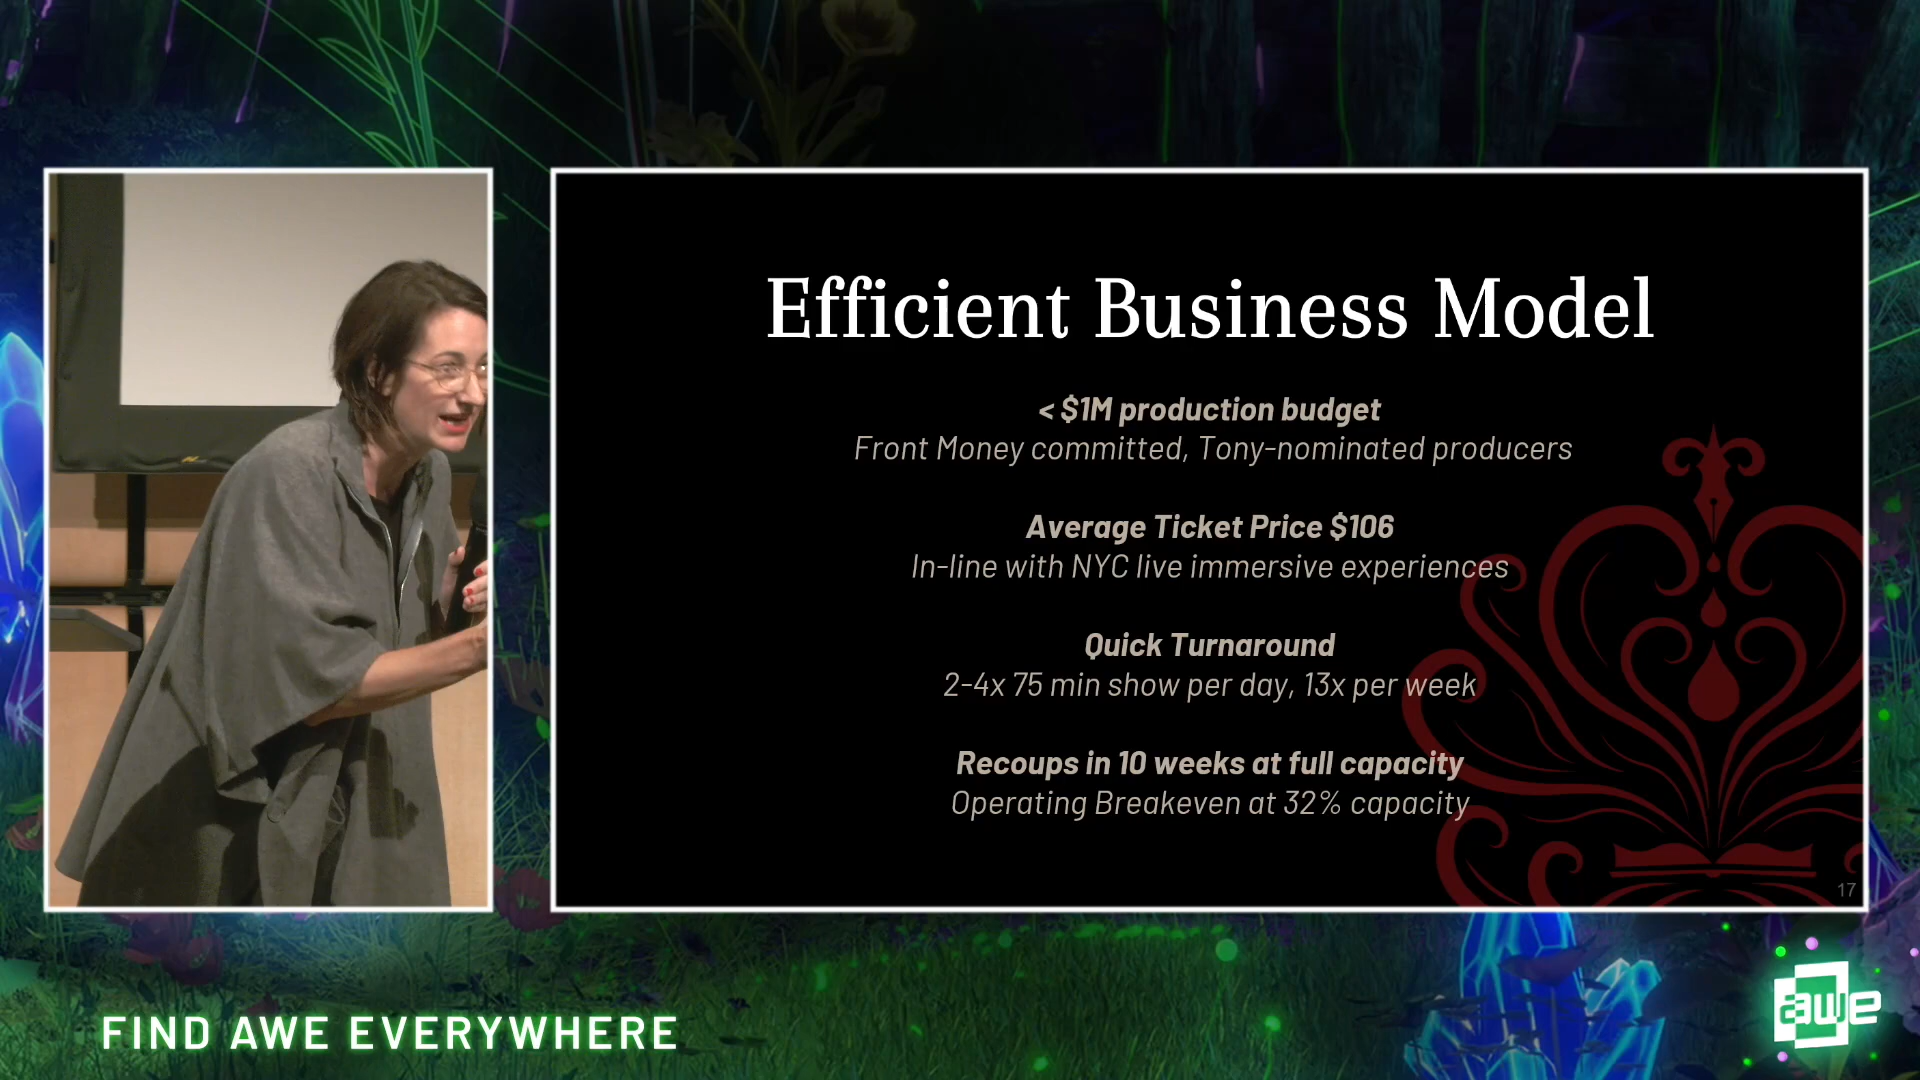 Efficient Business Model
< $1M production budget
Front Money committed, Tony-nominated producers
Average Ticket Price $106
In-line with NYC live immersive experiences
Quick Turnaround
2-4x 75 min show per day, 13x per week
Recoups in 10 weeks at full capacity
Operating Breakeven at 32% capacity
17
FIND AWE EVERYWHERE
awe